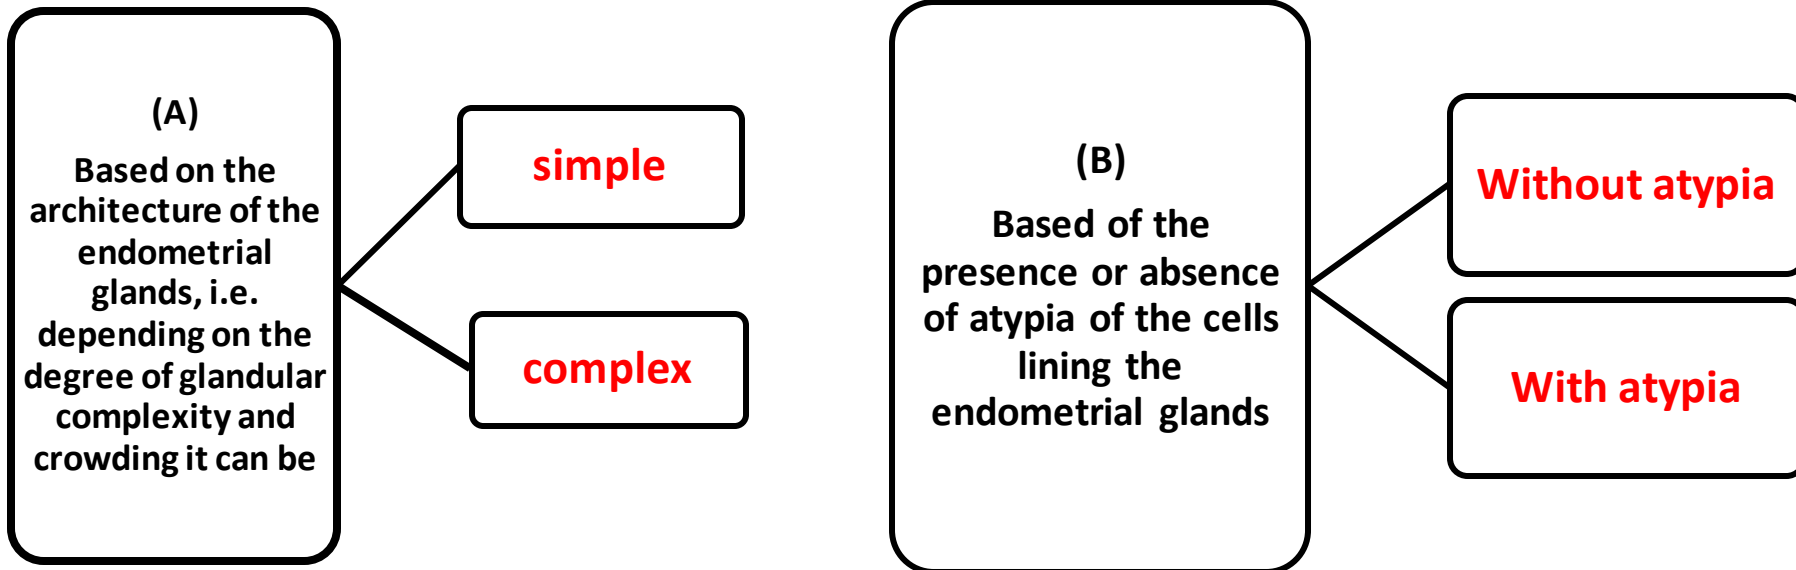 (A)
Based on the
architecture of the
endometrial
glands, i.e.
depending on the
degree of glandular
complexity and
crowding it can be
simple
complex
(B)
Based of the
presence or absence
of atypia of the cells
lining the
endometrial glands
Without atypia
With atypia